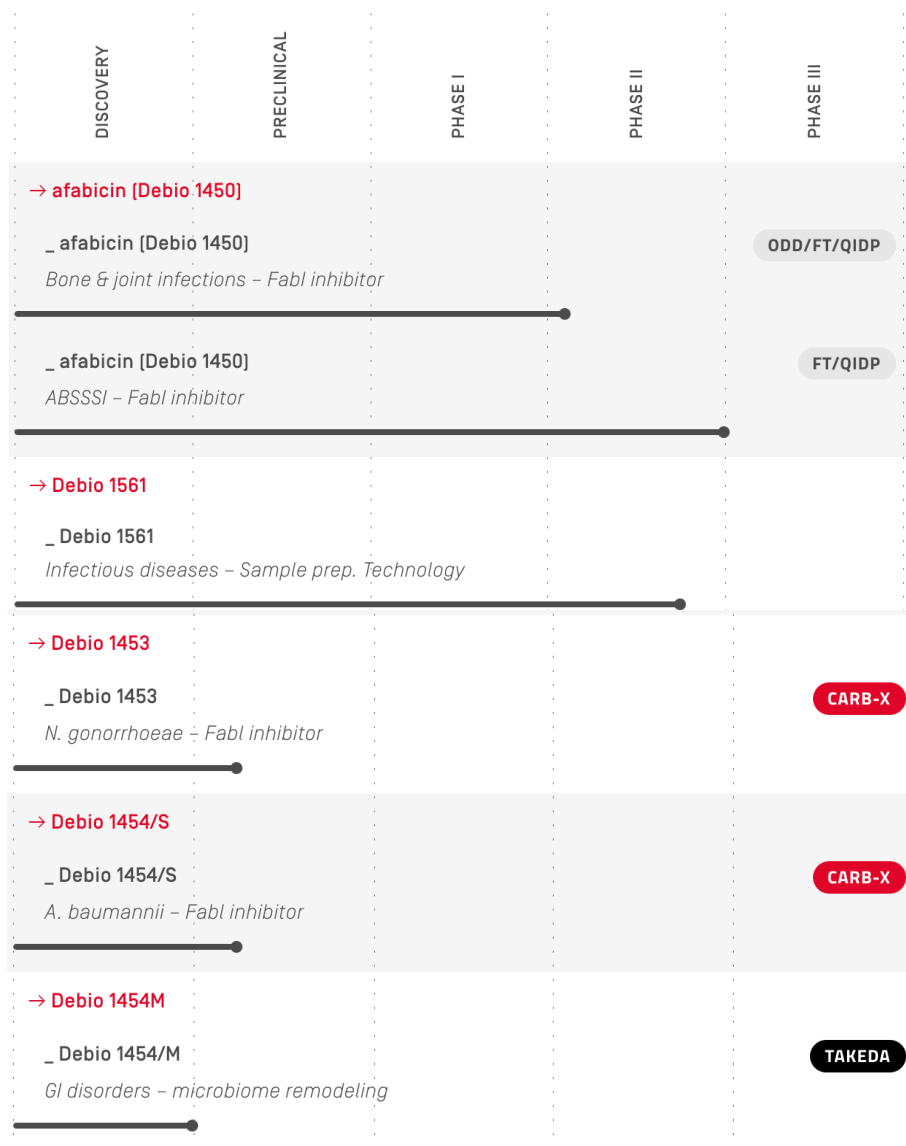 DISCOVERY
PRECLINICAL
PHASE I
PHASE II
PHASE III
→ afabicin (Debio 1450)
_ afabicin (Debio 1450)
ODD/FT/QIDP
Bone & joint infections – FabI inhibitor
_ afabicin (Debio 1450)
FT/QIDP
ABSSSI – FabI inhibitor
→ Debio 1561
_ Debio 1561
Infectious diseases – Sample prep. Technology
→ Debio 1453
_ Debio 1453
CARB-X
N. gonorrhoeae – FabI inhibitor
→ Debio 1454/S
_ Debio 1454/S
CARB-X
A. baumannii – FabI inhibitor
→ Debio 1454M
_ Debio 1454/M
TAKEDA
GI disorders – microbiome remodeling